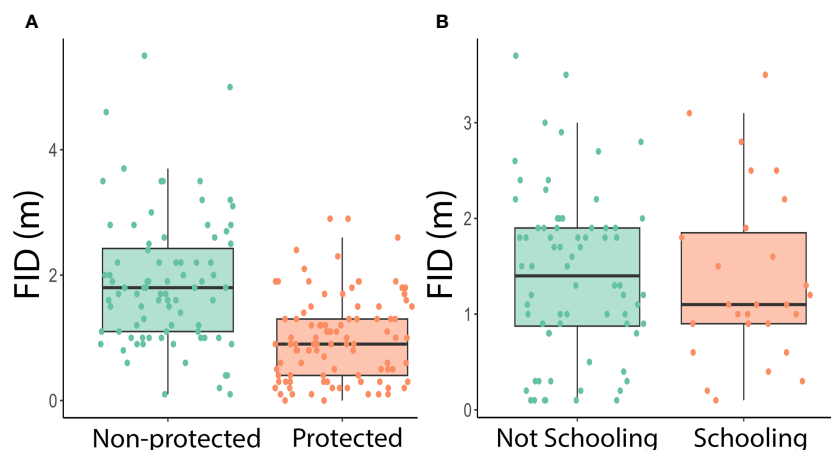 A
FID (m)
4
2
0
Non-protected Protected
B
FID (m)
3
2
1
0
Not Schooling Schooling